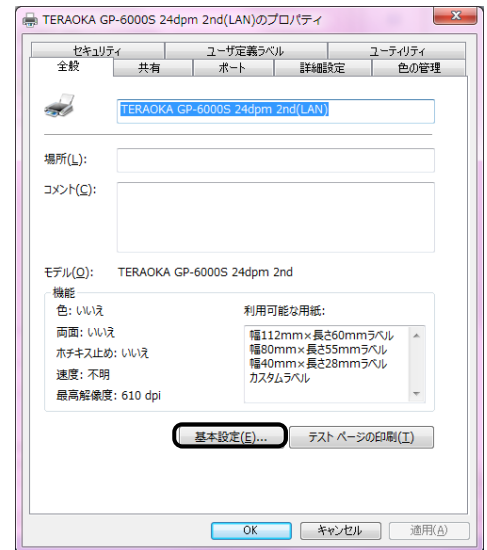 TERAOKA GP-6000S 24dpm 2nd(LAN)のプロパティ
セキュリティ ユーザ定義ラベル ユーティリティ
全般 共有 ポート 詳細設定 色の管理
TERAOKA GP-6000S 24dpm 2nd(LAN)
場所(L):
コメント(C):
モデル(O): TERAOKA GP-6000S 24dpm 2nd
機能
色: いいえ 利用可能な用紙:
両面: いいえ 幅112mm×長さ60mmラベル
幅80mm×長さ55mmラベル
ホチキス止め: いいえ 幅40mm×長さ28mmラベル
速度: 不明 カスタムラベル
最高解像度: 610 dpi
基本設定(E)... テスト ページの印刷(T)
OK キャンセル 適用(A)